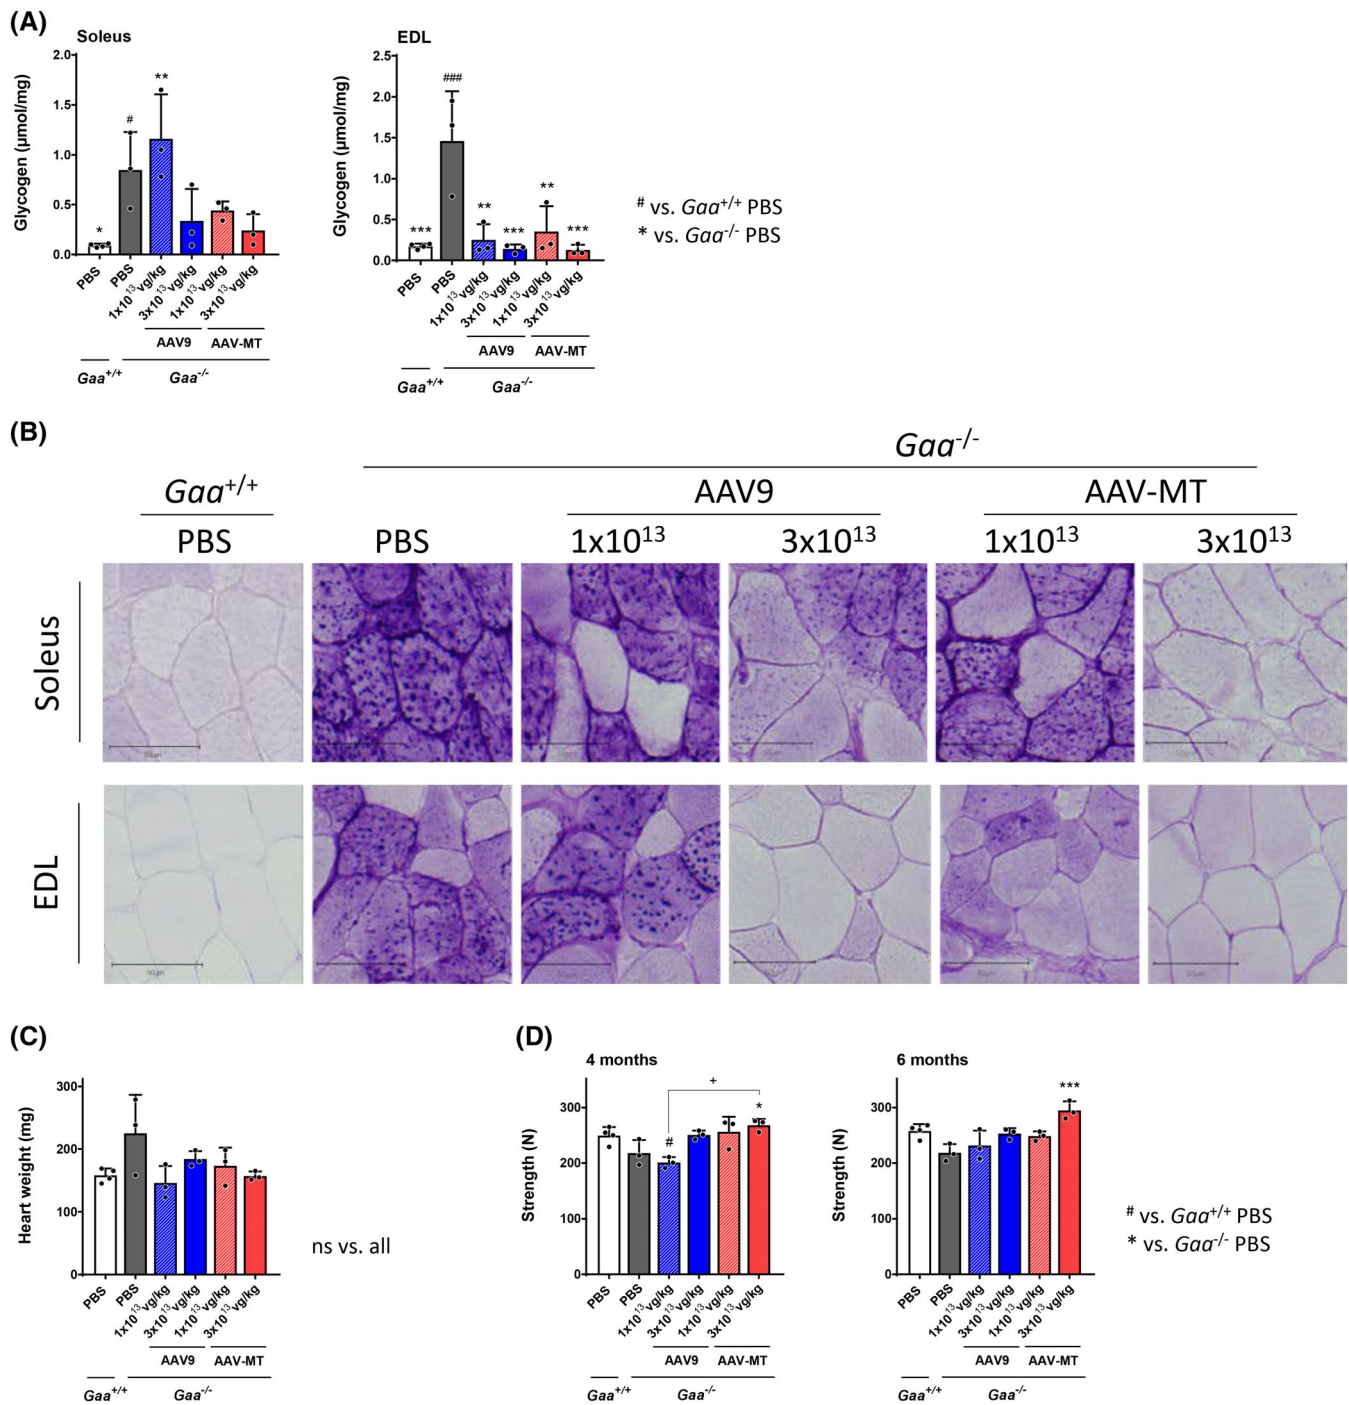 (A)
Soleus
Glycogen (µmol/mg)
2.0
1.5
1.0
0.5
0.0
*
#
**
PBS
PBS
1x10¹³ vg/kg
3x10¹³ vg/kg
1x10¹³ vg/kg
3x10¹³ vg/kg
AAV9
AAV-MT
Gaa+/+
Gaa-/-
EDL
Glycogen (µmol/mg)
2.5
2.0
1.5
1.0
0.5
0.0
***
###
**
***
**
***
PBS
PBS
1x10¹³ vg/kg
3x10¹³ vg/kg
1x10¹³ vg/kg
3x10¹³ vg/kg
AAV9
AAV-MT
Gaa+/+
Gaa-/-
# vs. Gaa+/+ PBS
* vs. Gaa-/- PBS
(B)
Gaa-/-
Gaa+/+
AAV9
AAV-MT
PBS
PBS
1x10¹³
3x10¹³
1x10¹³
3x10¹³
Soleus
EDL
50µm
50µm
50µm
50µm
50µm
(C)
Heart weight (mg)
300
200
100
0
PBS
PBS
1x10¹³ vg/kg
3x10¹³ vg/kg
1x10¹³ vg/kg
3x10¹³ vg/kg
AAV9
AAV-MT
Gaa+/+
Gaa-/-
ns vs. all
(D)
4 months
Strength (N)
300
200
100
0
#
+
*
PBS
PBS
1x10¹³ vg/kg
3x10¹³ vg/kg
1x10¹³ vg/kg
3x10¹³ vg/kg
AAV9
AAV-MT
Gaa+/+
Gaa-/-
6 months
Strength (N)
300
200
100
0
***
PBS
PBS
1x10¹³ vg/kg
3x10¹³ vg/kg
1x10¹³ vg/kg
3x10¹³ vg/kg
AAV9
AAV-MT
Gaa+/+
Gaa-/-
# vs. Gaa+/+ PBS
* vs. Gaa-/- PBS